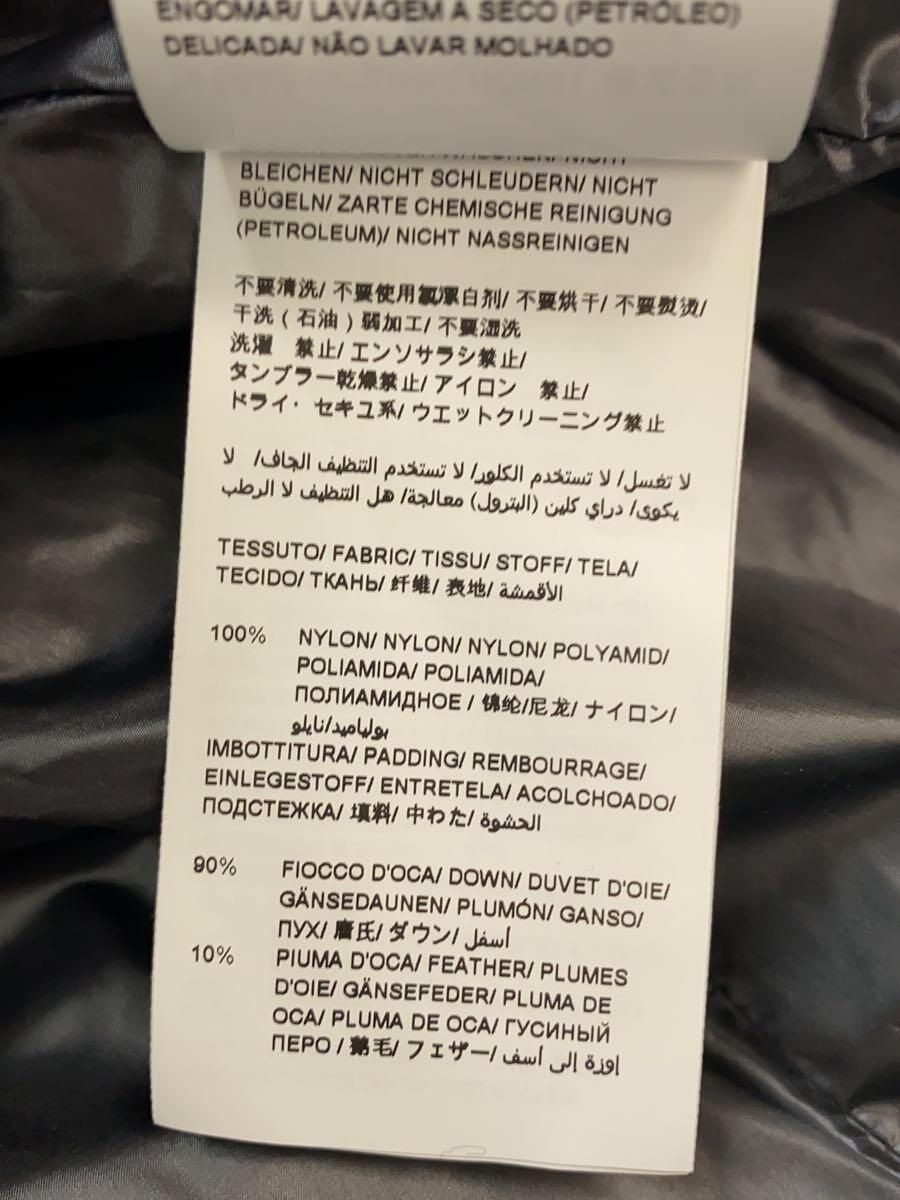 ENGOMAR/ LAVAGEM A SECO (PETRÓLEO)
DELICADA/ NÃO LAVAR MOLHADO
BLEICHEN/ NICHT SCHLEUDERN/ NICHT
BÜGELN/ ZARTE CHEMISCHE REINIGUNG
(PETROLEUM)/ NICHT NASSREINIGEN
不要清洗/ 不要使用氯漂白剂/ 不要烘干/ 不要熨烫/
干洗 ( 石油 ) 弱加工/ 不要湿洗
洗濯 禁止/ エンソサラシ禁止/
タンブラー乾燥禁止/ アイロン 禁止/
ドライ・セキユ系/ ウエットクリーニング禁止
لا تغسل/ لا تستخدم الكلور/ لا تستخدم التنظيف الجاف/ لا
يكوى/ دراي كلين (البترول) معالجة/ هل التنظيف لا الرطب
TESSUTO/ FABRIC/ TISSU/ STOFF/ TELA/
TECIDO/ ТКАНЬ/ 纤维/ 表地/ الأقمشة
100% NYLON/ NYLON/ NYLON/ POLYAMID/
POLIAMIDA/ POLIAMIDA/
ПОЛИАМИДНОЕ / 锦纶/尼龙/ ナイロン/
بولياميد/نايلو
IMBOTTITURA/ PADDING/ REMBOURRAGE/
EINLEGESTOFF/ ENTRETELA/ ACOLCHOADO/
ПОДСТЕЖКА/ 填料/ 中わた/ الحشوة
90% FIOCCO D'OCA/ DOWN/ DUVET D'OIE/
GÄNSEDAUNEN/ PLUMÓN/ GANSO/
ПУХ/ 唐氏/ ダウン/ أسفل
10% PIUMA D'OCA/ FEATHER/ PLUMES
D'OIE/ GÄNSEFEDER/ PLUMA DE
OCA/ PLUMA DE OCA/ ГУСИНЫЙ
ПЕРО / 鹅毛/ フェザー/ إوزة إلى أسف